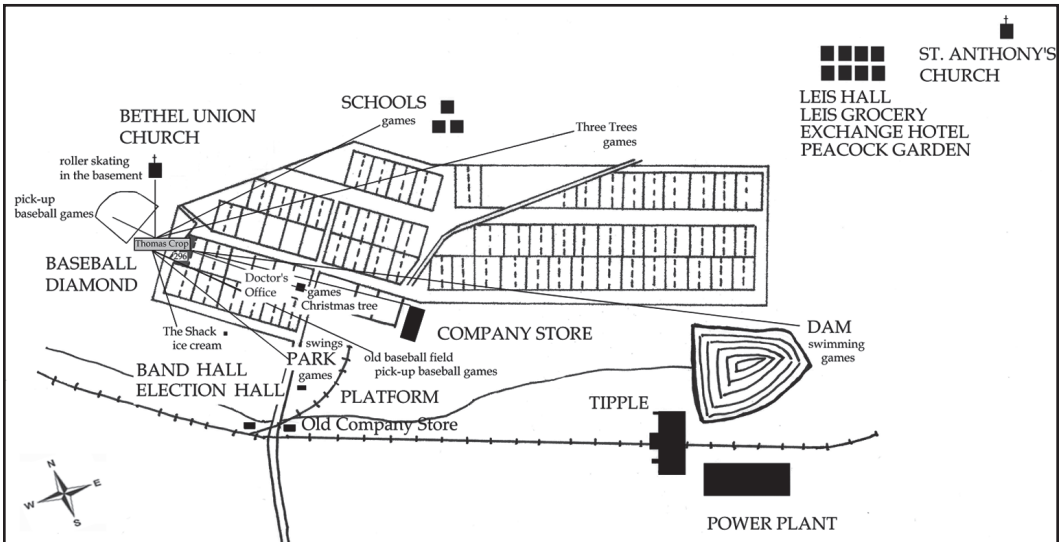 ST. ANTHONY'S
CHURCH
LEIS HALL
LEIS GROCERY
EXCHANGE HOTEL
PEACOCK GARDEN
SCHOOLS
games
BETHEL UNION
CHURCH
Three Trees
games
roller skating
in the basement
pick-up
baseball games
Thomas Crop
296
BASEBALL
DIAMOND
Doctor's
Office
games
Christmas tree
The Shack
ice cream
COMPANY STORE
DAM
swimming
games
swings
PARK
games
old baseball field
pick-up baseball games
BAND HALL
ELECTION HALL
PLATFORM
TIPPLE
Old Company Store
POWER PLANT
N
E
W
S